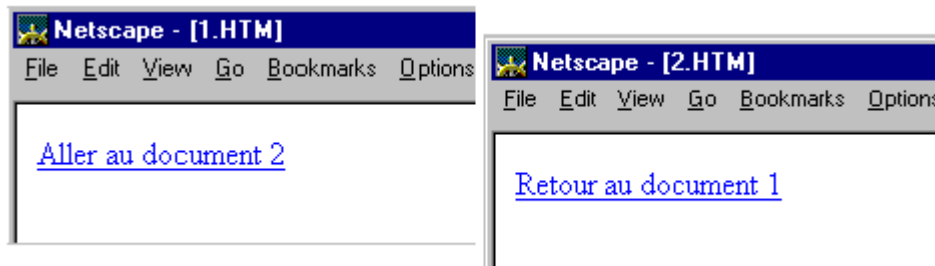 Netscape - [1.HTM]
File Edit View Go Bookmarks Options
Aller au document 2
Netscape - [2.HTM]
File Edit View Go Bookmarks Options
Retour au document 1